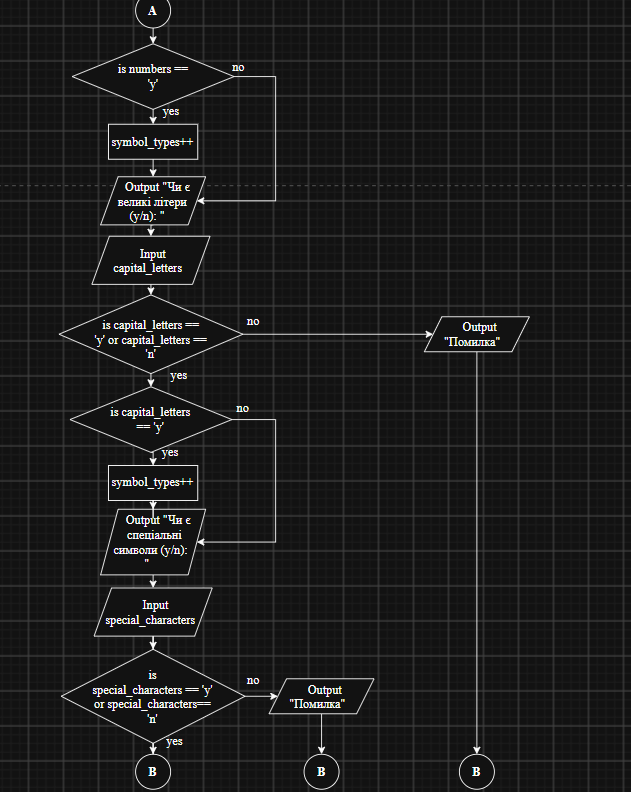 A
is numbers ==
'y'
no
yes
symbol_types++
Output "Чи є
великі літери
(y/n): "
Input
capital_letters
is capital_letters ==
'y' or capital_letters ==
'n'
no
Output
"Помилка"
yes
is capital_letters
== 'y'
no
yes
symbol_types++
Output "Чи є
спеціальні
символи (y/n):
"
Input
special_characters
is
special_characters == 'y'
or special_characters==
'n'
no
Output
"Помилка"
yes
B
B
B